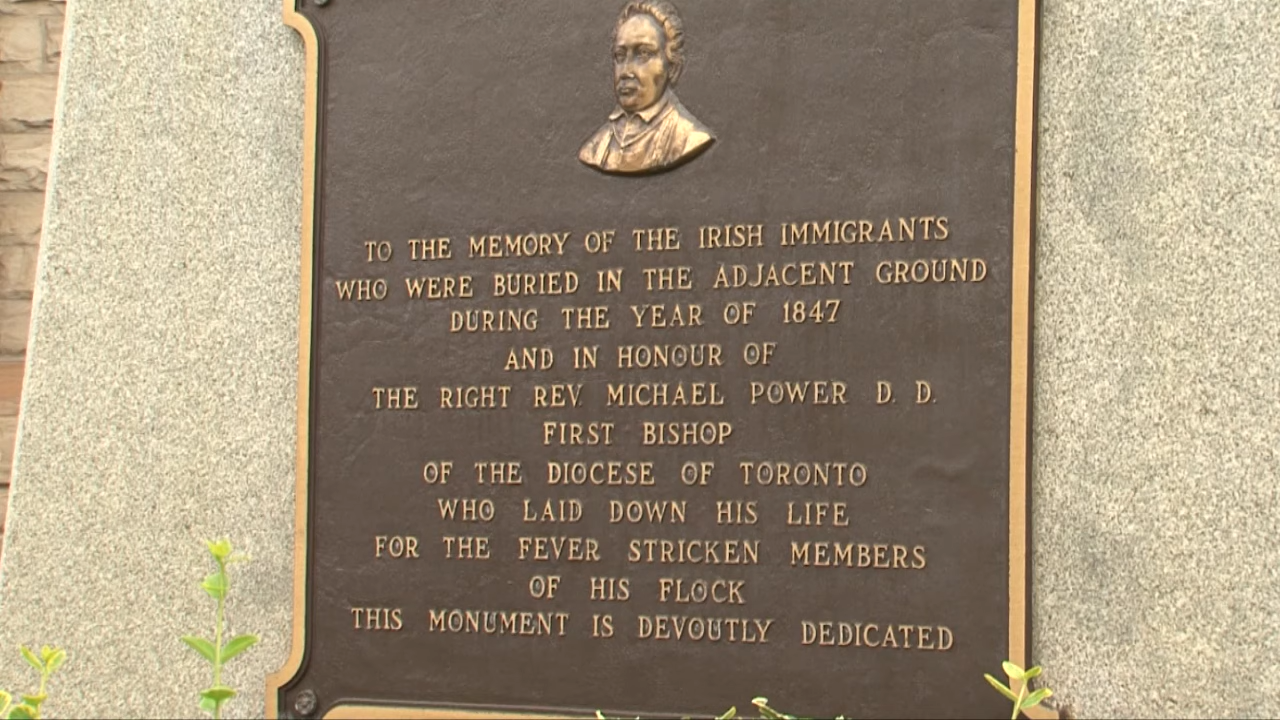 TO THE MEMORY OF THE IRISH IMMIGRANTS
WHO WERE BURIED IN THE ADJACENT GROUND
DURING THE YEAR OF 1847
AND IN HONOUR OF
THE RIGHT REV. MICHAEL POWER D. D.
FIRST BISHOP
OF THE DIOCESE OF TORONTO
WHO LAID DOWN HIS LIFE
FOR THE FEVER STRICKEN MEMBERS
OF HIS FLOCK
THIS MONUMENT IS DEVOUTLY DEDICATED